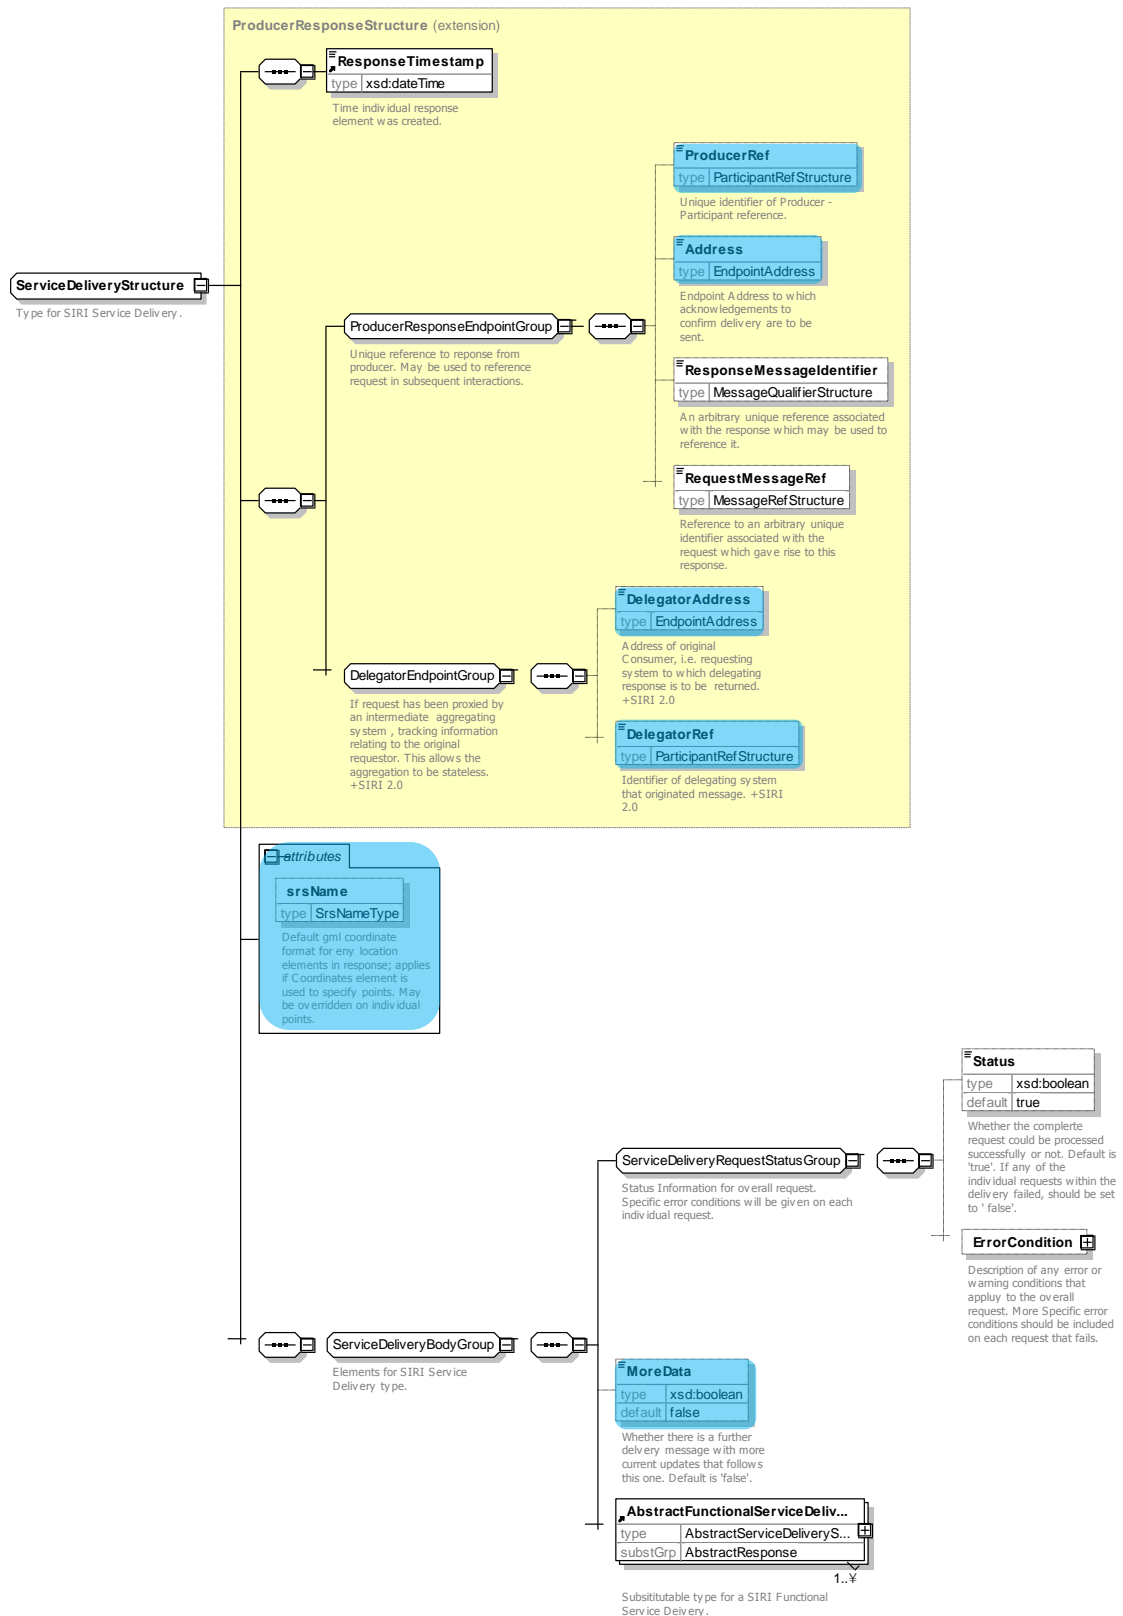 ProducerResponseStructure (extension)
ResponseTimestamp
type xsd:dateTime
Time individual response
element was created.
ProducerRef
type ParticipantRefStructure
Unique identifier of Producer -
Participant reference.
Address
type EndpointAddress
Endpoint Address to which
acknowledgements to
confirm delivery are to be
sent.
ServiceDeliveryStructure
Type for SIRI Service Delivery.
ProducerResponseEndpointGroup
Unique reference to reponse from
producer. May be used to reference
request in subsequent interactions.
ResponseMessageIdentifier
type MessageQualifierStructure
An arbitrary unique reference associated
with the response which may be used to
reference it.
RequestMessageRef
type MessageRefStructure
Reference to an arbitrary unique
identifier associated with the
request which gave rise to this
response.
DelegatorAddress
type EndpointAddress
Address of original
Consumer, i.e. requesting
system to which delegating
response is to be returned.
+SIRI 2.0
DelegatorEndpointGroup
If request has been proxied by
an intermediate aggregating
system , tracking information
relating to the original
requestor. This allows the
aggregation to be stateless.
+SIRI 2.0
DelegatorRef
type ParticipantRefStructure
Identifier of delegating system
that originated message. +SIRI
2.0
attributes
srsName
type SrsNameType
Default gml coordinate
format for eny location
elements in response; applies
if Coordinates element is
used to specify points. May
be overridden on individual
points.
Status
type xsd:boolean
default true
Whether the complerte
request could be processed
successfully or not. Default is
'true'. If any of the
individual requests within the
delivery failed, should be set
to ' false'.
ServiceDeliveryRequestStatusGroup
Status Information for overall request.
Specific error conditions will be given on each
individual request.
ErrorCondition
Description of any error or
warning conditions that
appluy to the overall
request. More Specific error
conditions should be included
on each request that fails.
ServiceDeliveryBodyGroup
Elements for SIRI Service
Delivery type.
MoreData
type xsd:boolean
default false
Whether there is a further
delvery message with more
current updates that follows
this one. Default is 'false'.
AbstractFunctionalServiceDeliv...
type AbstractServiceDeliveryS...
substGrp AbstractResponse
1..¥
Subsititutable type for a SIRI Functional
Service Deivery.